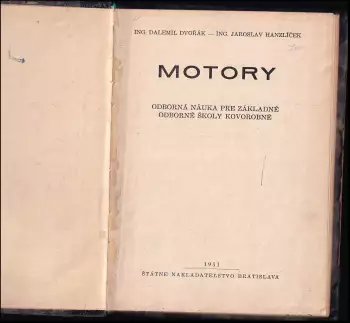 ING. DALEMIL DVOŘÁK — ING. JAROSLAV HANZLÍČEK
MOTORY
ODBORNÁ NÁUKA PRE ZÁKLADNÉ
ODBORNÉ ŠKOLY KOVOROBNÉ
1951
ŠTÁTNE NAKLADATEĽSTVO BRATISLAVA